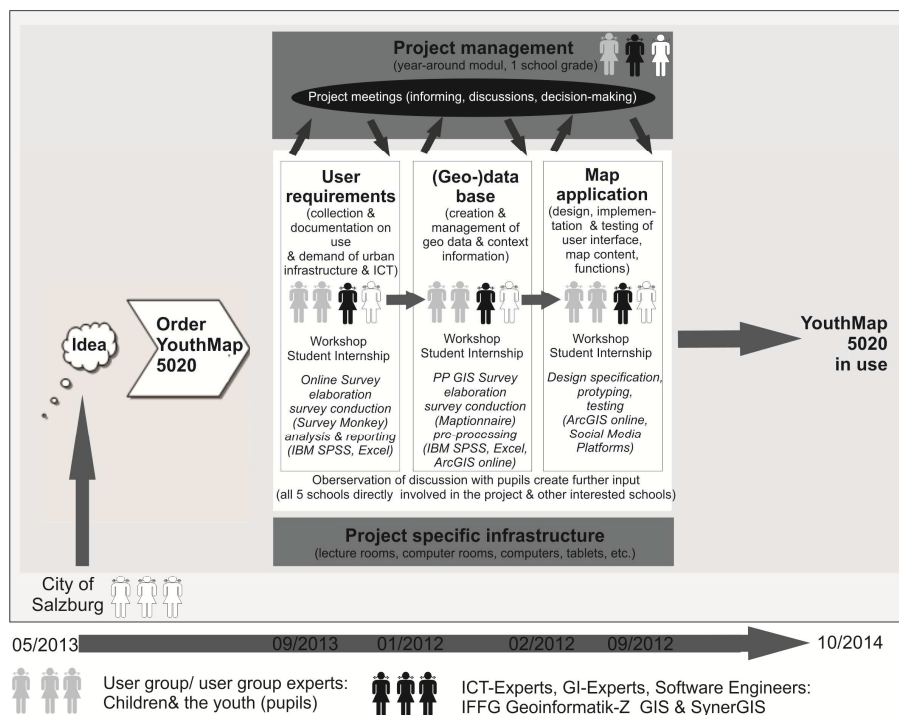 Project management
(year-around modul, 1 school grade)
Project meetings (informing, discussions, decision-making)
User
requirements
(collection &
documentation on
use
& demand of urban
infrastructure & ICT)
Workshop
Student Internship
Online Survey
elaboration
survey conduction
(Survey Monkey)
analysis & reporting
(IBM SPSS, Excel)
(Geo-)data
base
(creation &
management of
geo data & context
information)
Workshop
Student Internship
PP GIS Survey
elaboration
survey conduction
(Maptionnaire)
pre-processing
(IBM SPSS, Excel,
ArcGIS online)
Map
application
(design, implemen-
tation & testing of
user interface,
map content,
functions)
Workshop
Student Internship
Design specification,
protyping,
testing
(ArcGIS online,
Social Media
Platforms)
Idea
Order
YouthMap
5020
YouthMap
5020
in use
Oberservation of discussion with pupils create further input
(all 5 schools directly involved in the project & other interested schools)
Project specific infrastructure
(lecture rooms, computer rooms, computers, tablets, etc.)
City of
Salzburg
05/2013 09/2013 01/2012 02/2012 09/2012 10/2014
User group/ user group experts:
Children& the youth (pupils)
ICT-Experts, GI-Experts, Software Engineers:
IFFG Geoinformatik-Z_GIS & SynerGIS